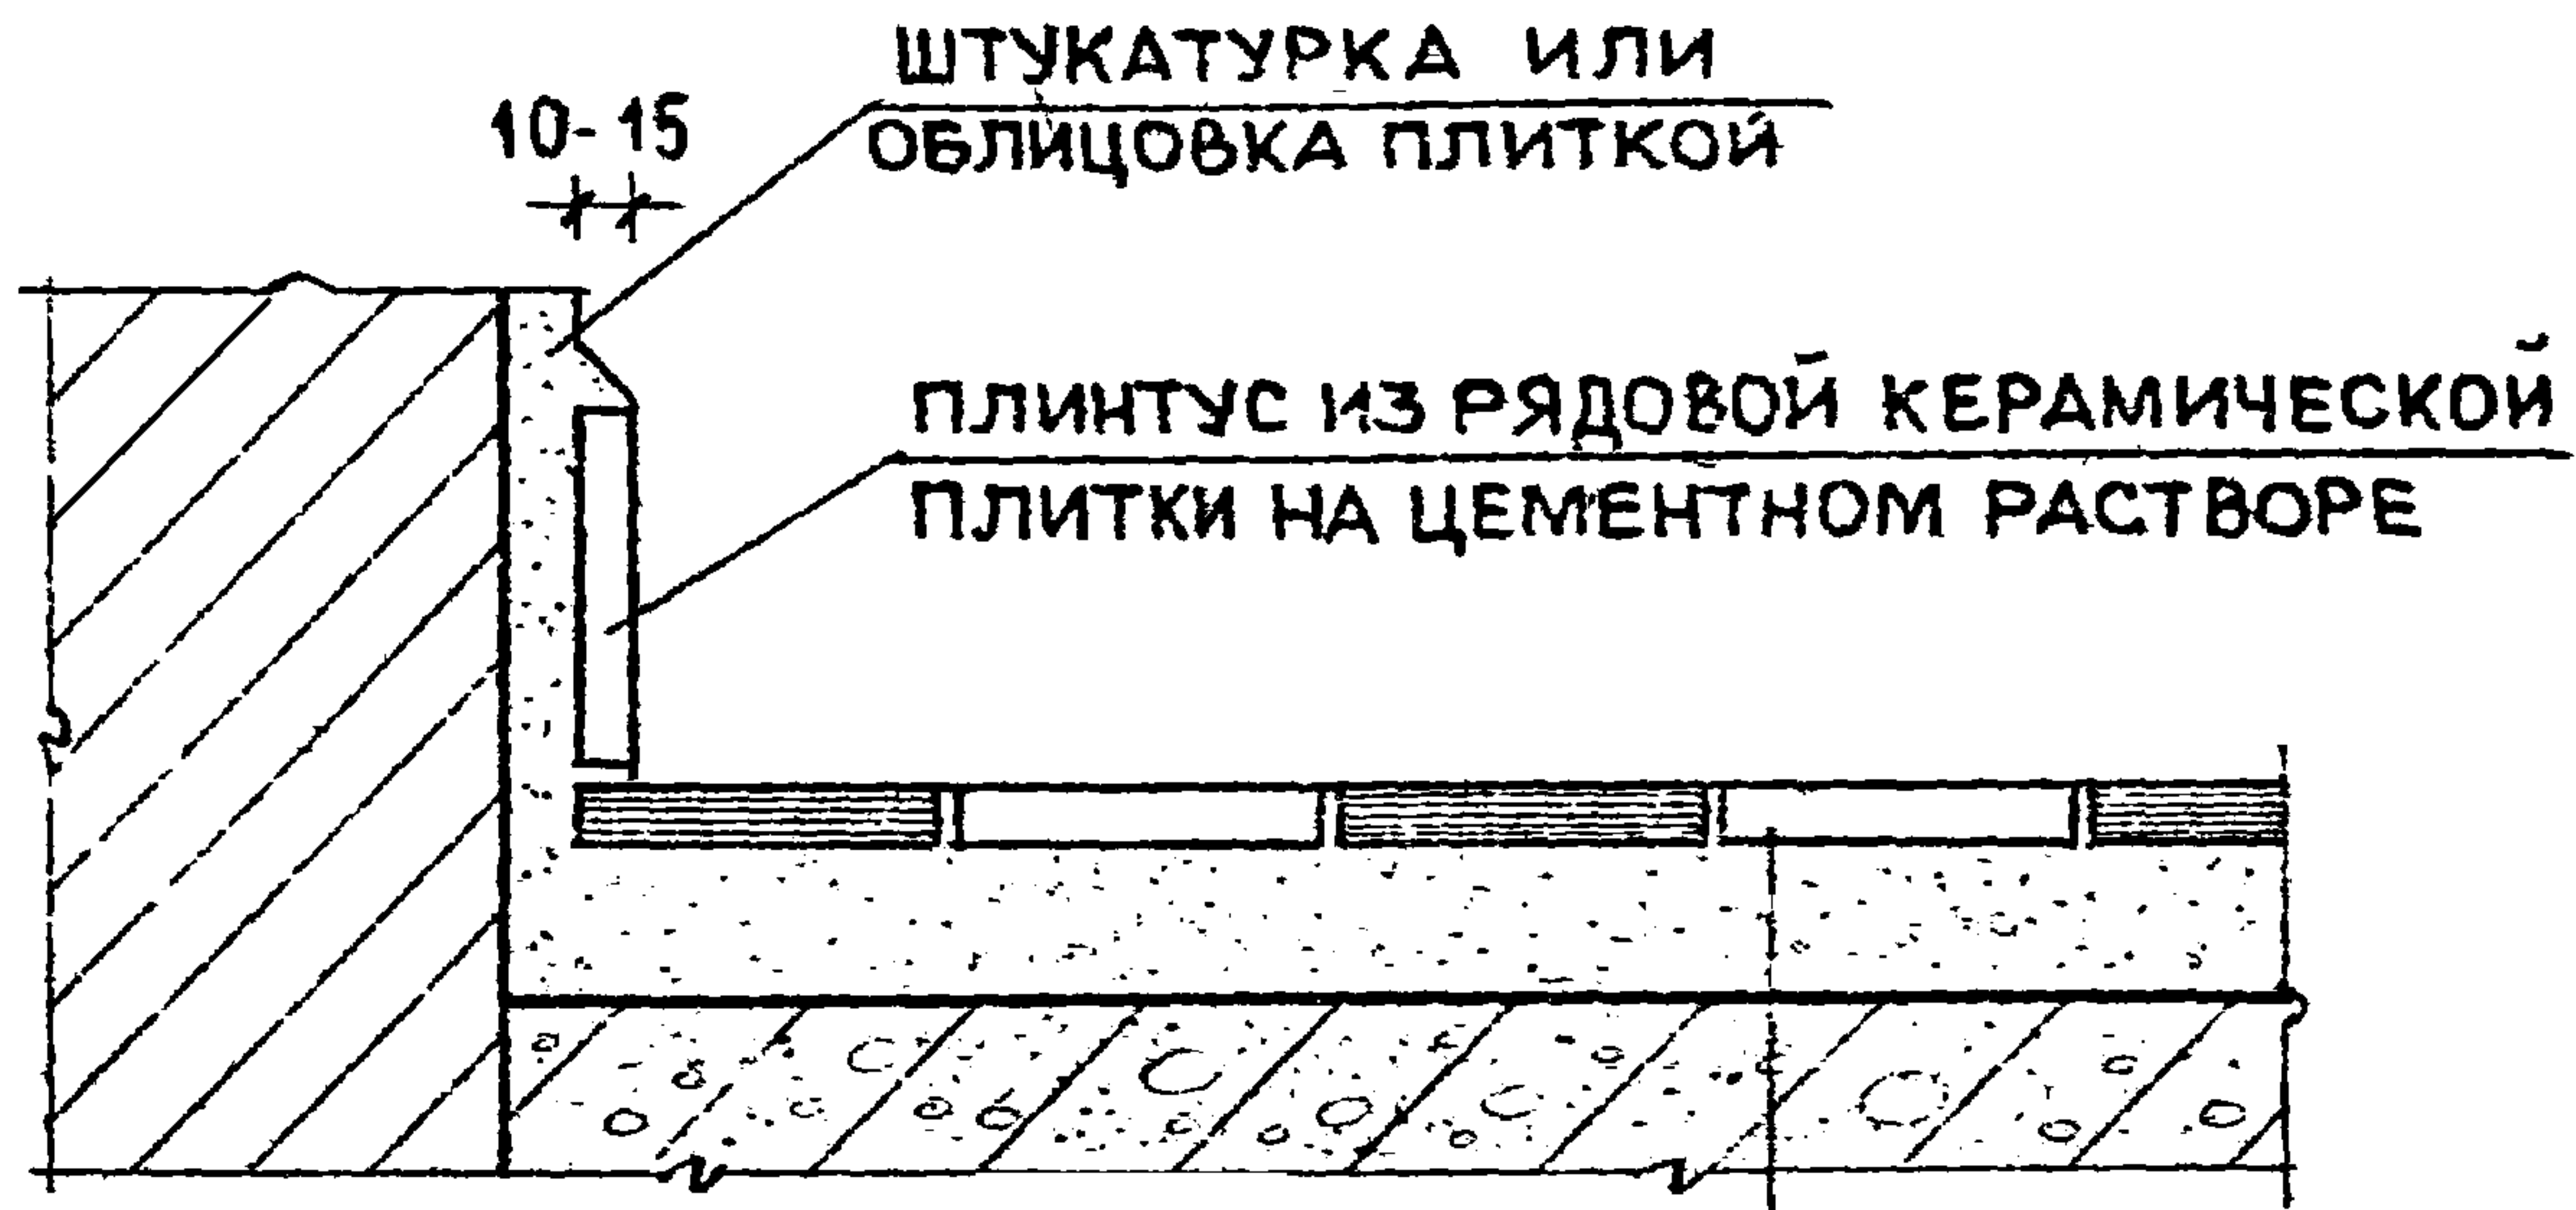 ШТУКАТУРКА ИЛИ
ОБЛИЦОВКА ПЛИТКОЙ
10-15
ПЛИНТУС ИЗ РЯДОВОЙ КЕРАМИЧЕСКОЙ
ПЛИТКИ НА ЦЕМЕНТНОМ РАСТВОРЕ